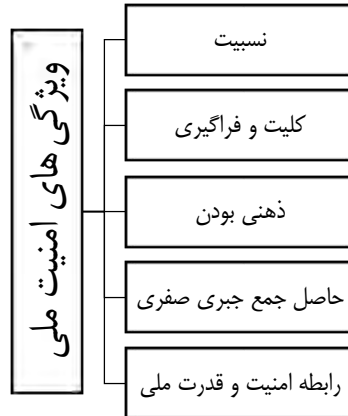 ویژگی های امنیت ملی
نسبیت
کلیت و فراگیری
ذهنی بودن
حاصل جمع جبری صفری
رابطه امنیت و قدرت ملی